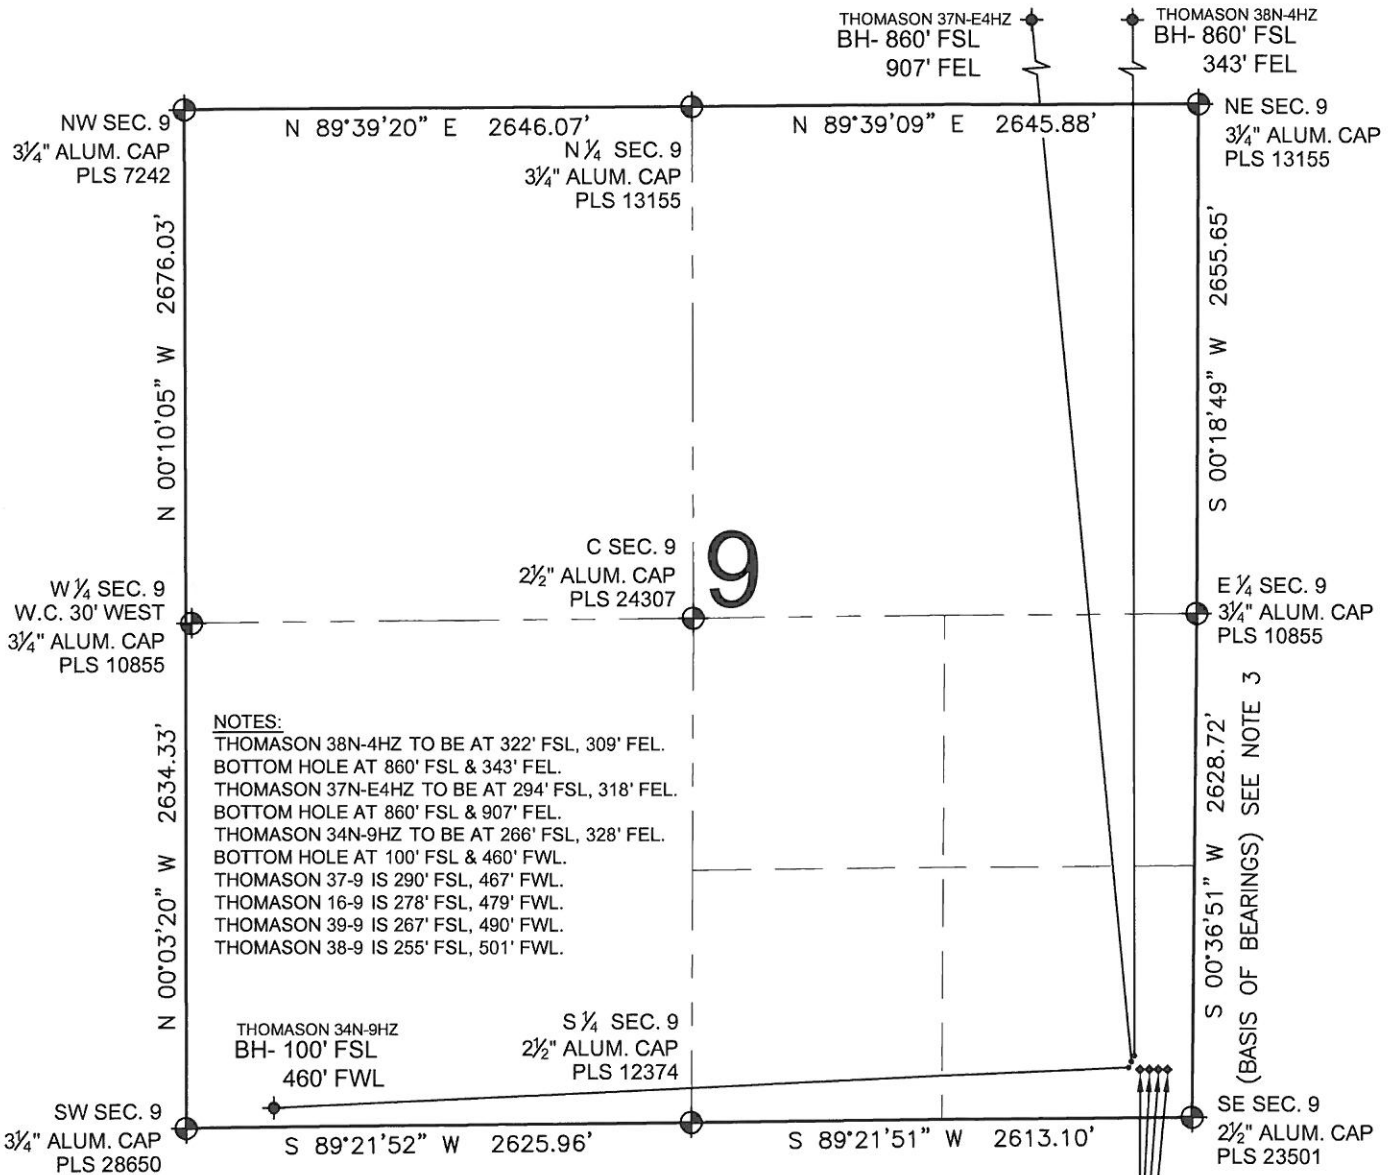 THOMASON 37N-E4HZ
BH- 860' FSL
907' FEL
THOMASON 38N-4HZ
BH- 860' FSL
343' FEL
NW SEC. 9
3¼" ALUM. CAP
PLS 7242
N 89°39'20" E 2646.07'
N ¼ SEC. 9
3¼" ALUM. CAP
PLS 13155
N 89°39'09" E 2645.88'
NE SEC. 9
3¼" ALUM. CAP
PLS 13155
N 00°10'05" W 2676.03'
S 00°18'49" W 2655.65'
C SEC. 9
2½" ALUM. CAP
PLS 24307
9
W ¼ SEC. 9
W.C. 30' WEST
3¼" ALUM. CAP
PLS 10855
E ¼ SEC. 9
3¼" ALUM. CAP
PLS 10855
NOTES:
THOMASON 38N-4HZ TO BE AT 322' FSL, 309' FEL.
BOTTOM HOLE AT 860' FSL & 343' FEL.
THOMASON 37N-E4HZ TO BE AT 294' FSL, 318' FEL.
BOTTOM HOLE AT 860' FSL & 907' FEL.
THOMASON 34N-9HZ TO BE AT 266' FSL, 328' FEL.
BOTTOM HOLE AT 100' FSL & 460' FWL.
THOMASON 37-9 IS 290' FSL, 467' FWL.
THOMASON 16-9 IS 278' FSL, 479' FWL.
THOMASON 39-9 IS 267' FSL, 490' FWL.
THOMASON 38-9 IS 255' FSL, 501' FWL.
N 00°03'20" W 2634.33'
S 00°36'51" W 2628.72'
(BASIS OF BEARINGS) SEE NOTE 3
THOMASON 34N-9HZ
BH- 100' FSL
460' FWL
S ¼ SEC. 9
2½" ALUM. CAP
PLS 12374
SW SEC. 9
3¼" ALUM. CAP
PLS 28650
S 89°21'52" W 2625.96'
S 89°21'51" W 2613.10'
SE SEC. 9
2½" ALUM. CAP
PLS 23501